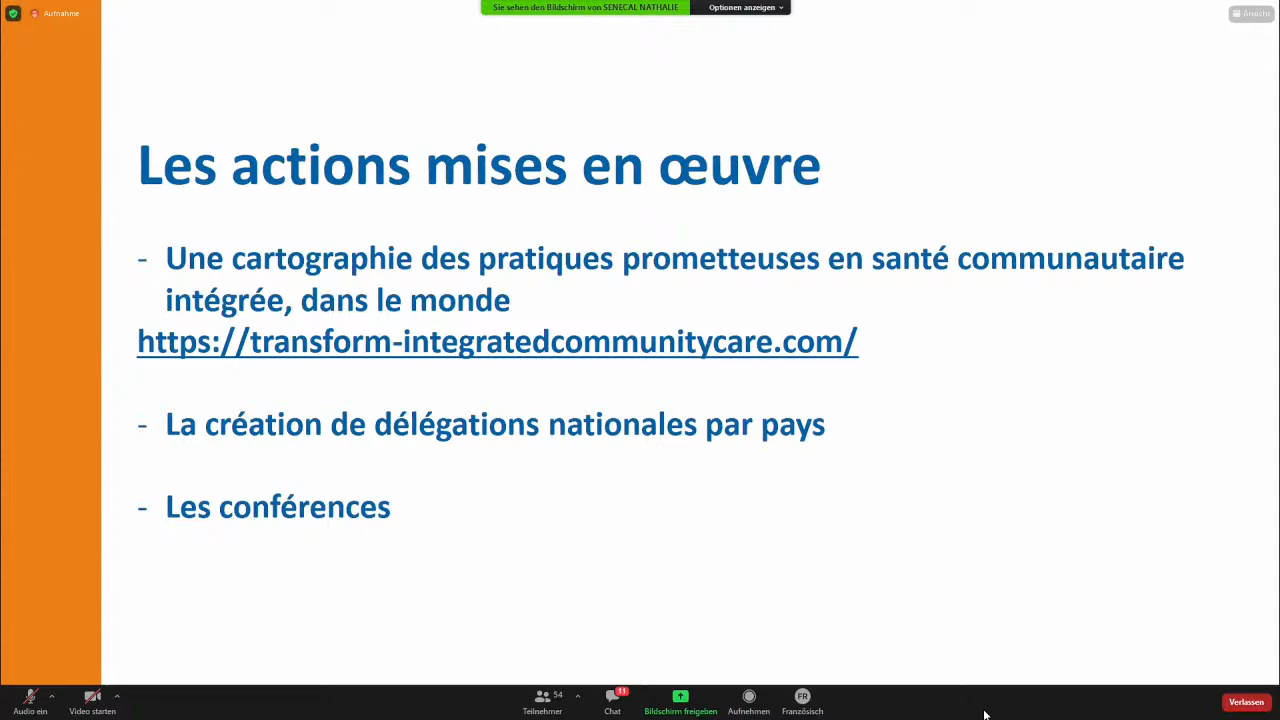 Aufnahme
Sie sehen den Bildschirm von SENECAL NATHALIE
Optionen anzeigen
Ansicht
Les actions mises en œuvre
- Une cartographie des pratiques prometteuses en santé communautaire
intégrée, dans le monde
https://transform-integratedcommunitycare.com/
- La création de délégations nationales par pays
- Les conférences
Audio ein
Video starten
54
Teilnehmer
11
Chat
Bildschirm freigeben
Aufnehmen
FR
Französisch
Verlassen